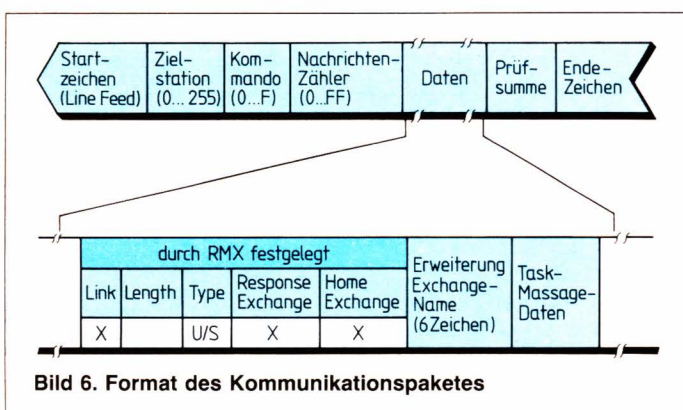 Start-
zeichen
(Line Feed)
Ziel-
station
(0...255)
Kom-
mando
(0...F)
Nachrichten-
Zähler
(0...FF)
Daten
Prüf-
summe
Ende-
Zeichen
durch RMX festgelegt
Link
Length
Type
Response
Exchange
Home
Exchange
Erweiterung
Exchange-
Name
(6Zeichen)
Task-
Massage-
Daten
X
U/S
X
X
Bild 6. Format des Kommunikationspaketes